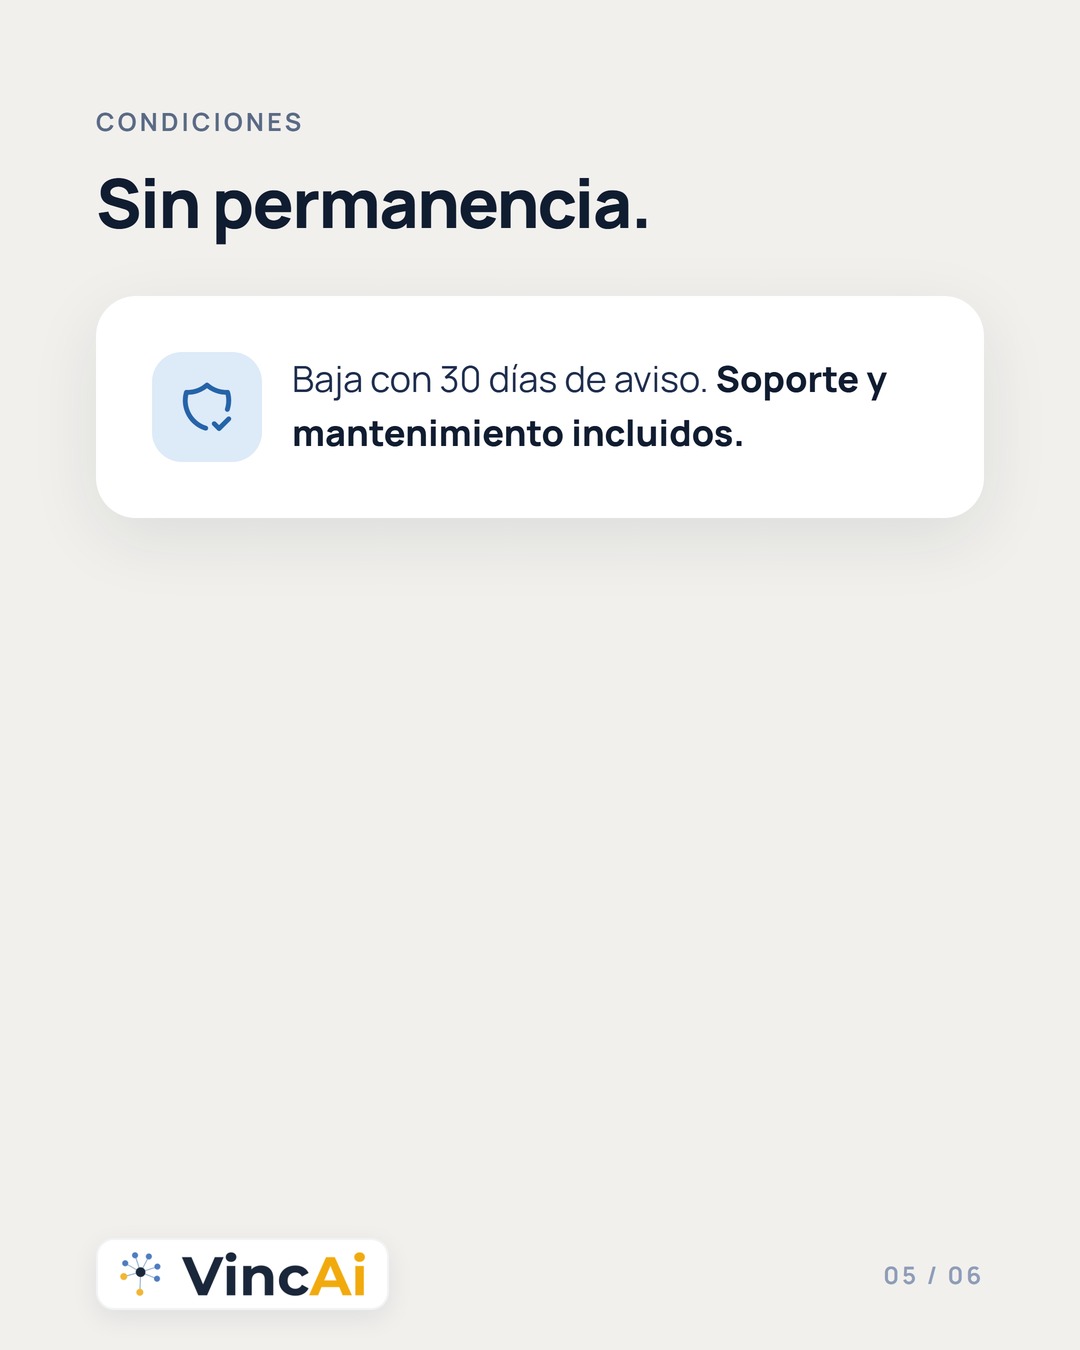 CONDICIONES
Sin permanencia.
Baja con 30 días de aviso. Soporte y
mantenimiento incluidos.
VincAi
05 / 06